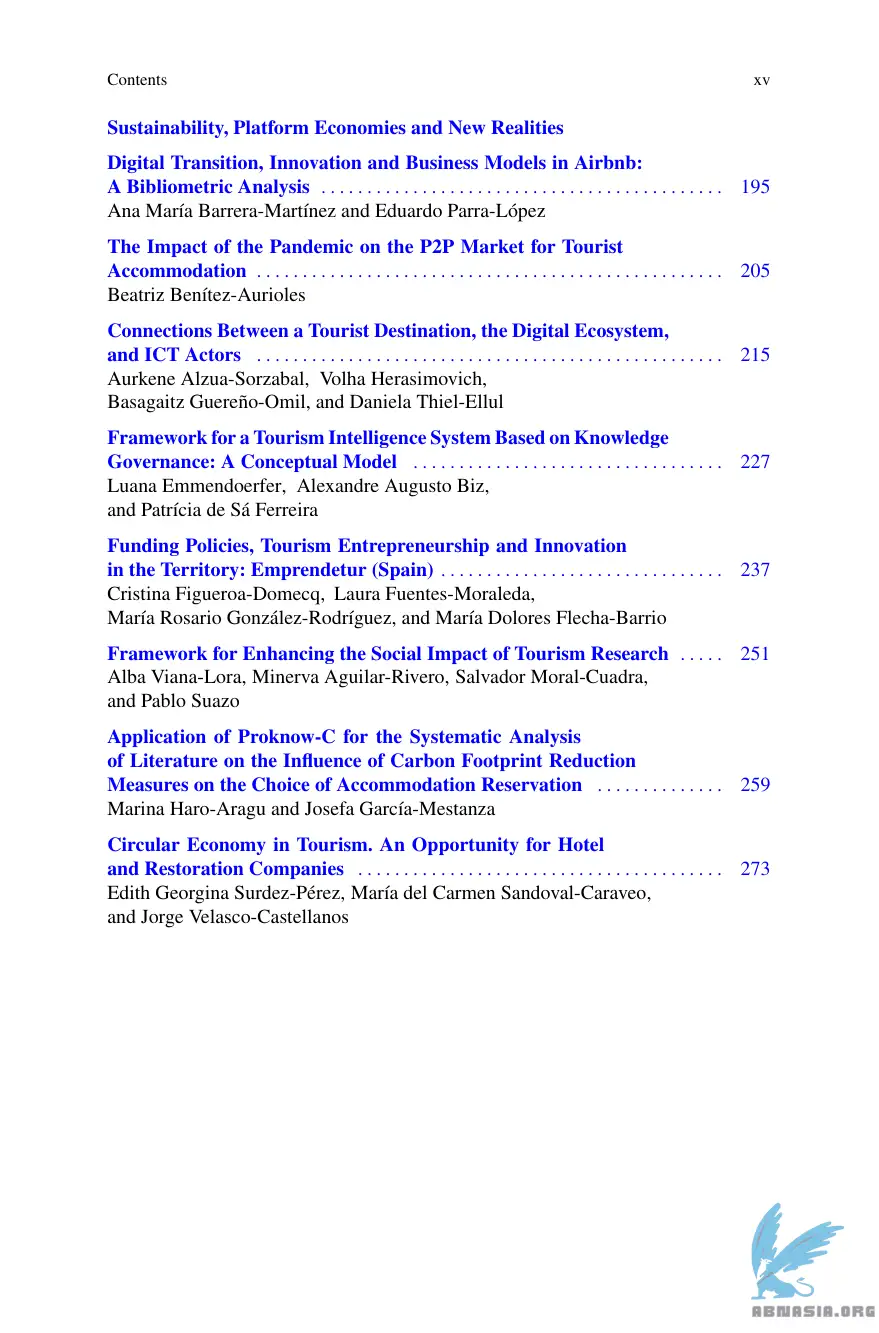 Contents xv
Sustainability, Platform Economies and New Realities
Digital Transition, Innovation and Business Models in Airbnb:
A Bibliometric Analysis . . . . . . . . . . . . . . . . . . . . . . . . . . . . . . . . . . . . . . . . . . . . 195
Ana María Barrera-Martínez and Eduardo Parra-López
The Impact of the Pandemic on the P2P Market for Tourist
Accommodation . . . . . . . . . . . . . . . . . . . . . . . . . . . . . . . . . . . . . . . . . . . . . . . . . . . 205
Beatriz Benítez-Aurioles
Connections Between a Tourist Destination, the Digital Ecosystem,
and ICT Actors . . . . . . . . . . . . . . . . . . . . . . . . . . . . . . . . . . . . . . . . . . . . . . . . . . . 215
Aurkene Alzua-Sorzabal, Volha Herasimovich,
Basagaitz Guereño-Omil, and Daniela Thiel-Ellul
Framework for a Tourism Intelligence System Based on Knowledge
Governance: A Conceptual Model . . . . . . . . . . . . . . . . . . . . . . . . . . . . . . . . . . 227
Luana Emmendoerfer, Alexandre Augusto Biz,
and Patrícia de Sá Ferreira
Funding Policies, Tourism Entrepreneurship and Innovation
in the Territory: Emprendetur (Spain) . . . . . . . . . . . . . . . . . . . . . . . . . . . . . . . 237
Cristina Figueroa-Domecq, Laura Fuentes-Moraleda,
María Rosario González-Rodríguez, and María Dolores Flecha-Barrio
Framework for Enhancing the Social Impact of Tourism Research . . . . . 251
Alba Viana-Lora, Minerva Aguilar-Rivero, Salvador Moral-Cuadra,
and Pablo Suazo
Application of Proknow-C for the Systematic Analysis
of Literature on the Influence of Carbon Footprint Reduction
Measures on the Choice of Accommodation Reservation . . . . . . . . . . . . . . 259
Marina Haro-Aragu and Josefa García-Mestanza
Circular Economy in Tourism. An Opportunity for Hotel
and Restoration Companies . . . . . . . . . . . . . . . . . . . . . . . . . . . . . . . . . . . . . . . . 273
Edith Georgina Surdez-Pérez, María del Carmen Sandoval-Caraveo,
and Jorge Velasco-Castellanos
ABNASIA.ORG